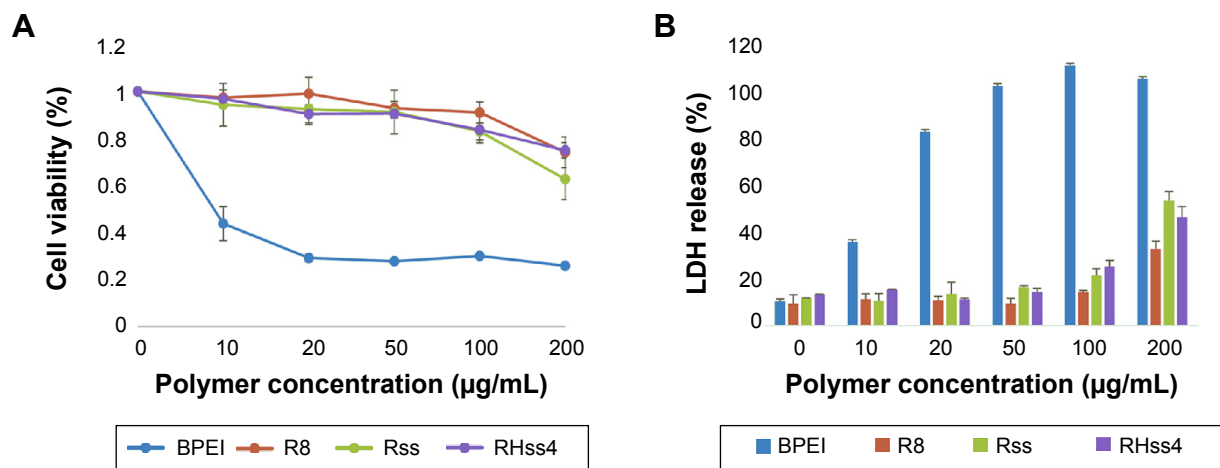 A
Cell viability (%)
1.2
1
0.8
0.6
0.4
0.2
0
0 10 20 50 100 200
Polymer concentration (µg/mL)
BPEI R8 Rss RHss4
B
LDH release (%)
120
100
80
60
40
20
0
0 10 20 50 100 200
Polymer concentration (µg/mL)
BPEI R8 Rss RHss4